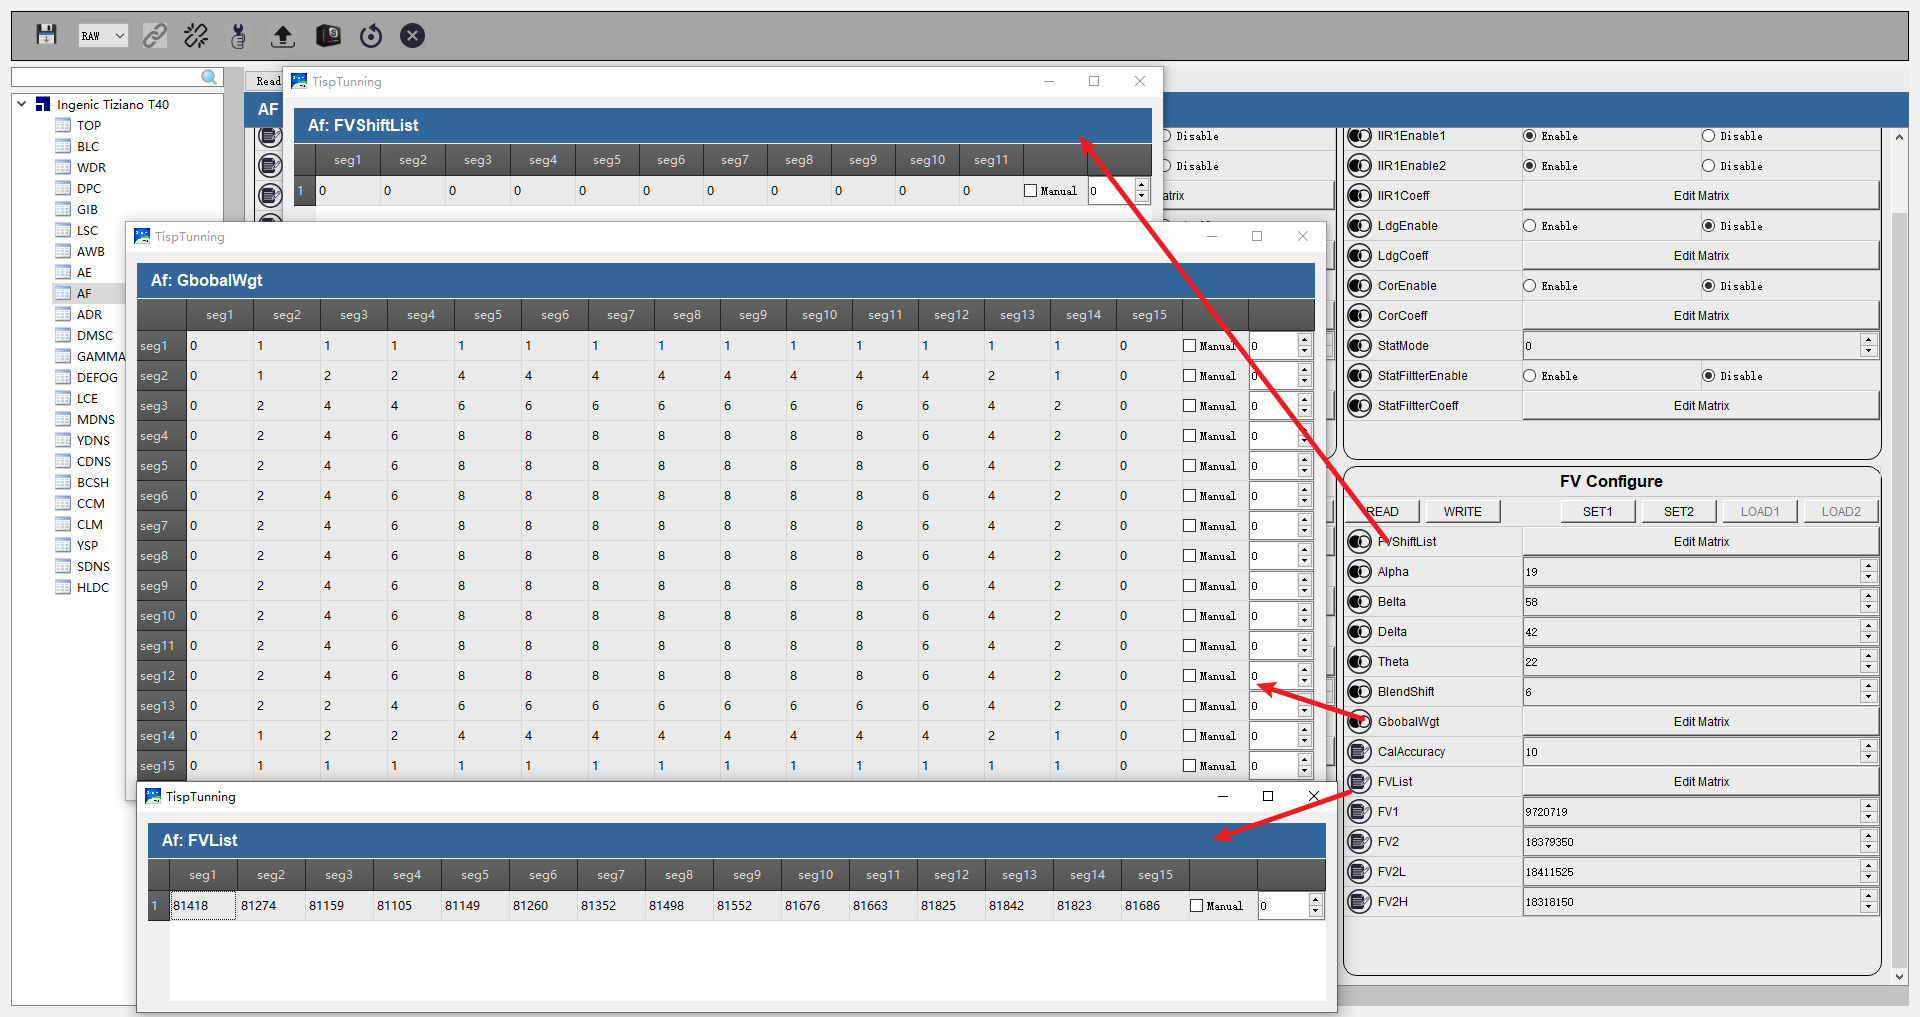 RAW
Ingenic Tiziano T40
TOP
BLC
WDR
DPC
GIB
LSC
AWB
AE
AF
ADR
DMSC
GAMMA
DEFOG
LCE
MDNS
YDNS
CDNS
BCSH
CCM
CLM
YSP
SDNS
HLDC
Read
AF
TispTunning
Af: FVShiftList
seg1 seg2 seg3 seg4 seg5 seg6 seg7 seg8 seg9 seg10 seg11
1 0 0 0 0 0 0 0 0 0 0 0 Manual 0
TispTunning
Af: GbobalWgt
seg1 seg2 seg3 seg4 seg5 seg6 seg7 seg8 seg9 seg10 seg11 seg12 seg13 seg14 seg15
seg1 0 1 1 1 1 1 1 1 1 1 1 1 1 1 0 Manual 0
seg2 0 1 2 2 4 4 4 4 4 4 4 4 2 1 0 Manual 0
seg3 0 2 4 4 6 6 6 6 6 6 6 6 4 2 0 Manual 0
seg4 0 2 4 6 8 8 8 8 8 8 8 6 4 2 0 Manual 0
seg5 0 2 4 6 8 8 8 8 8 8 8 6 4 2 0 Manual 0
seg6 0 2 4 6 8 8 8 8 8 8 8 6 4 2 0 Manual 0
seg7 0 2 4 6 8 8 8 8 8 8 8 6 4 2 0 Manual 0
seg8 0 2 4 6 8 8 8 8 8 8 8 6 4 2 0 Manual 0
seg9 0 2 4 6 8 8 8 8 8 8 8 6 4 2 0 Manual 0
seg10 0 2 4 6 8 8 8 8 8 8 8 6 4 2 0 Manual 0
seg11 0 2 4 6 8 8 8 8 8 8 8 6 4 2 0 Manual 0
seg12 0 2 4 6 8 8 8 8 8 8 8 6 4 2 0 Manual 0
seg13 0 2 2 4 6 6 6 6 6 6 6 6 4 2 0 Manual 0
seg14 0 1 2 2 4 4 4 4 4 4 4 4 2 1 0 Manual 0
seg15 0 1 1 1 1 1 1 1 1 1 1 1 1 1 0 Manual 0
TispTunning
Af: FVList
seg1 seg2 seg3 seg4 seg5 seg6 seg7 seg8 seg9 seg10 seg11 seg12 seg13 seg14 seg15
1 81418 81274 81159 81105 81149 81260 81352 81498 81552 81676 81663 81825 81842 81823 81686 Manual 0
Disable
Disable
IIR1Enable1 Enable Disable
IIR1Enable2 Enable Disable
IIR1Coeff Edit Matrix
LdgEnable Enable Disable
LdgCoeff Edit Matrix
CorEnable Enable Disable
CorCoeff Edit Matrix
StatMode 0
StatFiltterEnable Enable Disable
StatFiltterCoeff Edit Matrix
FV Configure
READ WRITE SET1 SET2 LOAD1 LOAD2
FVShiftList Edit Matrix
Alpha 19
Belta 58
Delta 42
Theta 22
BlendShift 6
GbobalWgt Edit Matrix
CalAccuracy 10
FVList Edit Matrix
FV1 9720719
FV2 18379350
FV2L 18411525
FV2H 18318150